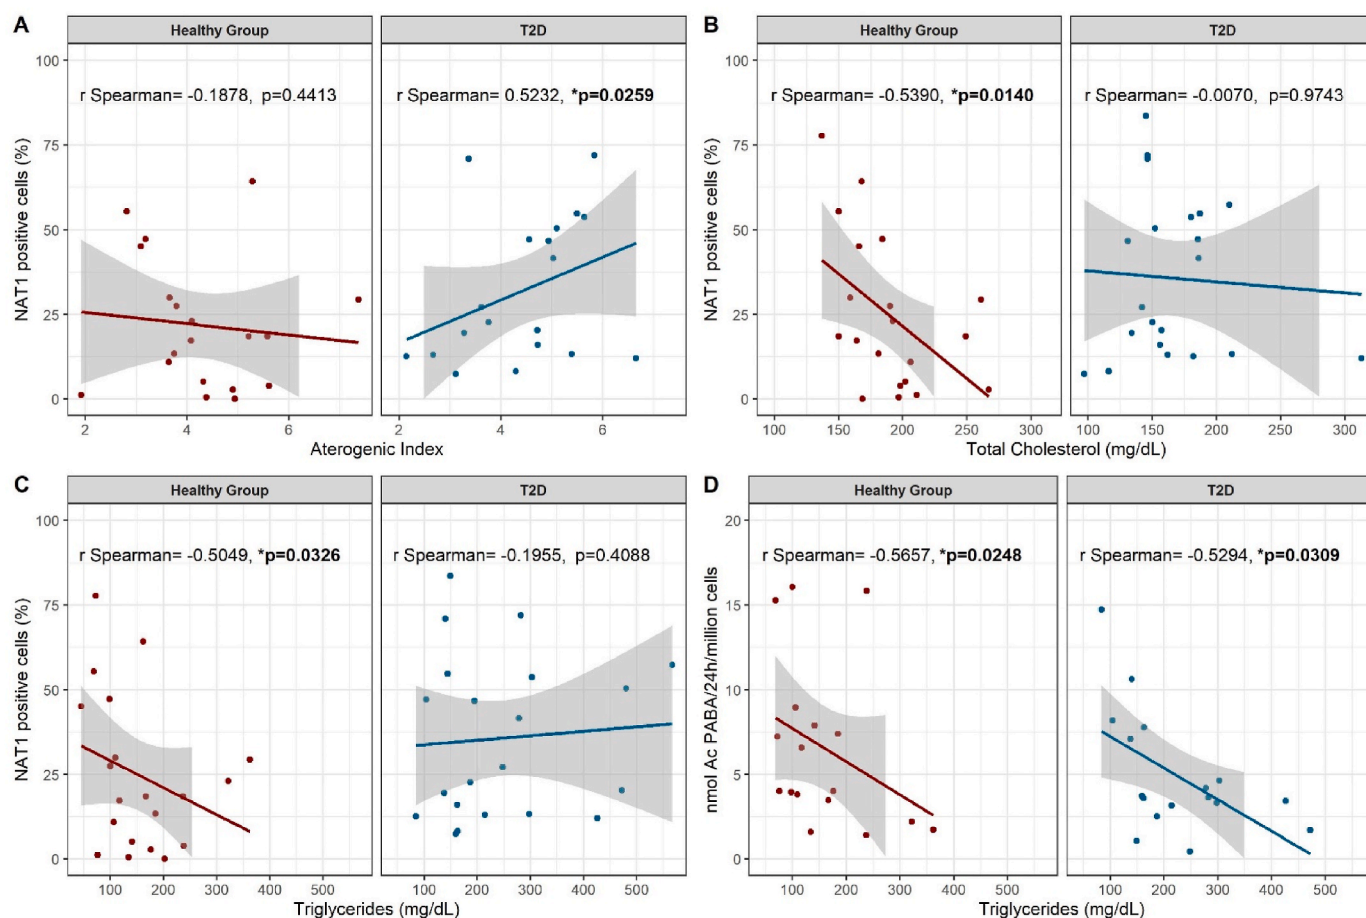 A
Healthy Group
T2D
r Spearman= -0.1878, p=0.4413
r Spearman= 0.5232, *p=0.0259
NAT1 positive cells (%)
100
75
50
25
0
2 4 6
2 4 6
Aterogenic Index
B
Healthy Group
T2D
r Spearman= -0.5390, *p=0.0140
r Spearman= -0.0070, p=0.9743
NAT1 positive cells (%)
100
75
50
25
0
100 150 200 250 300
100 150 200 250 300
Total Cholesterol (mg/dL)
C
Healthy Group
T2D
r Spearman= -0.5049, *p=0.0326
r Spearman= -0.1955, p=0.4088
NAT1 positive cells (%)
100
75
50
25
0
100 200 300 400 500
100 200 300 400 500
Triglycerides (mg/dL)
D
Healthy Group
T2D
r Spearman= -0.5657, *p=0.0248
r Spearman= -0.5294, *p=0.0309
nmol Ac PABA/24h/million cells
20
15
10
5
0
100 200 300 400 500
100 200 300 400 500
Triglycerides (mg/dL)